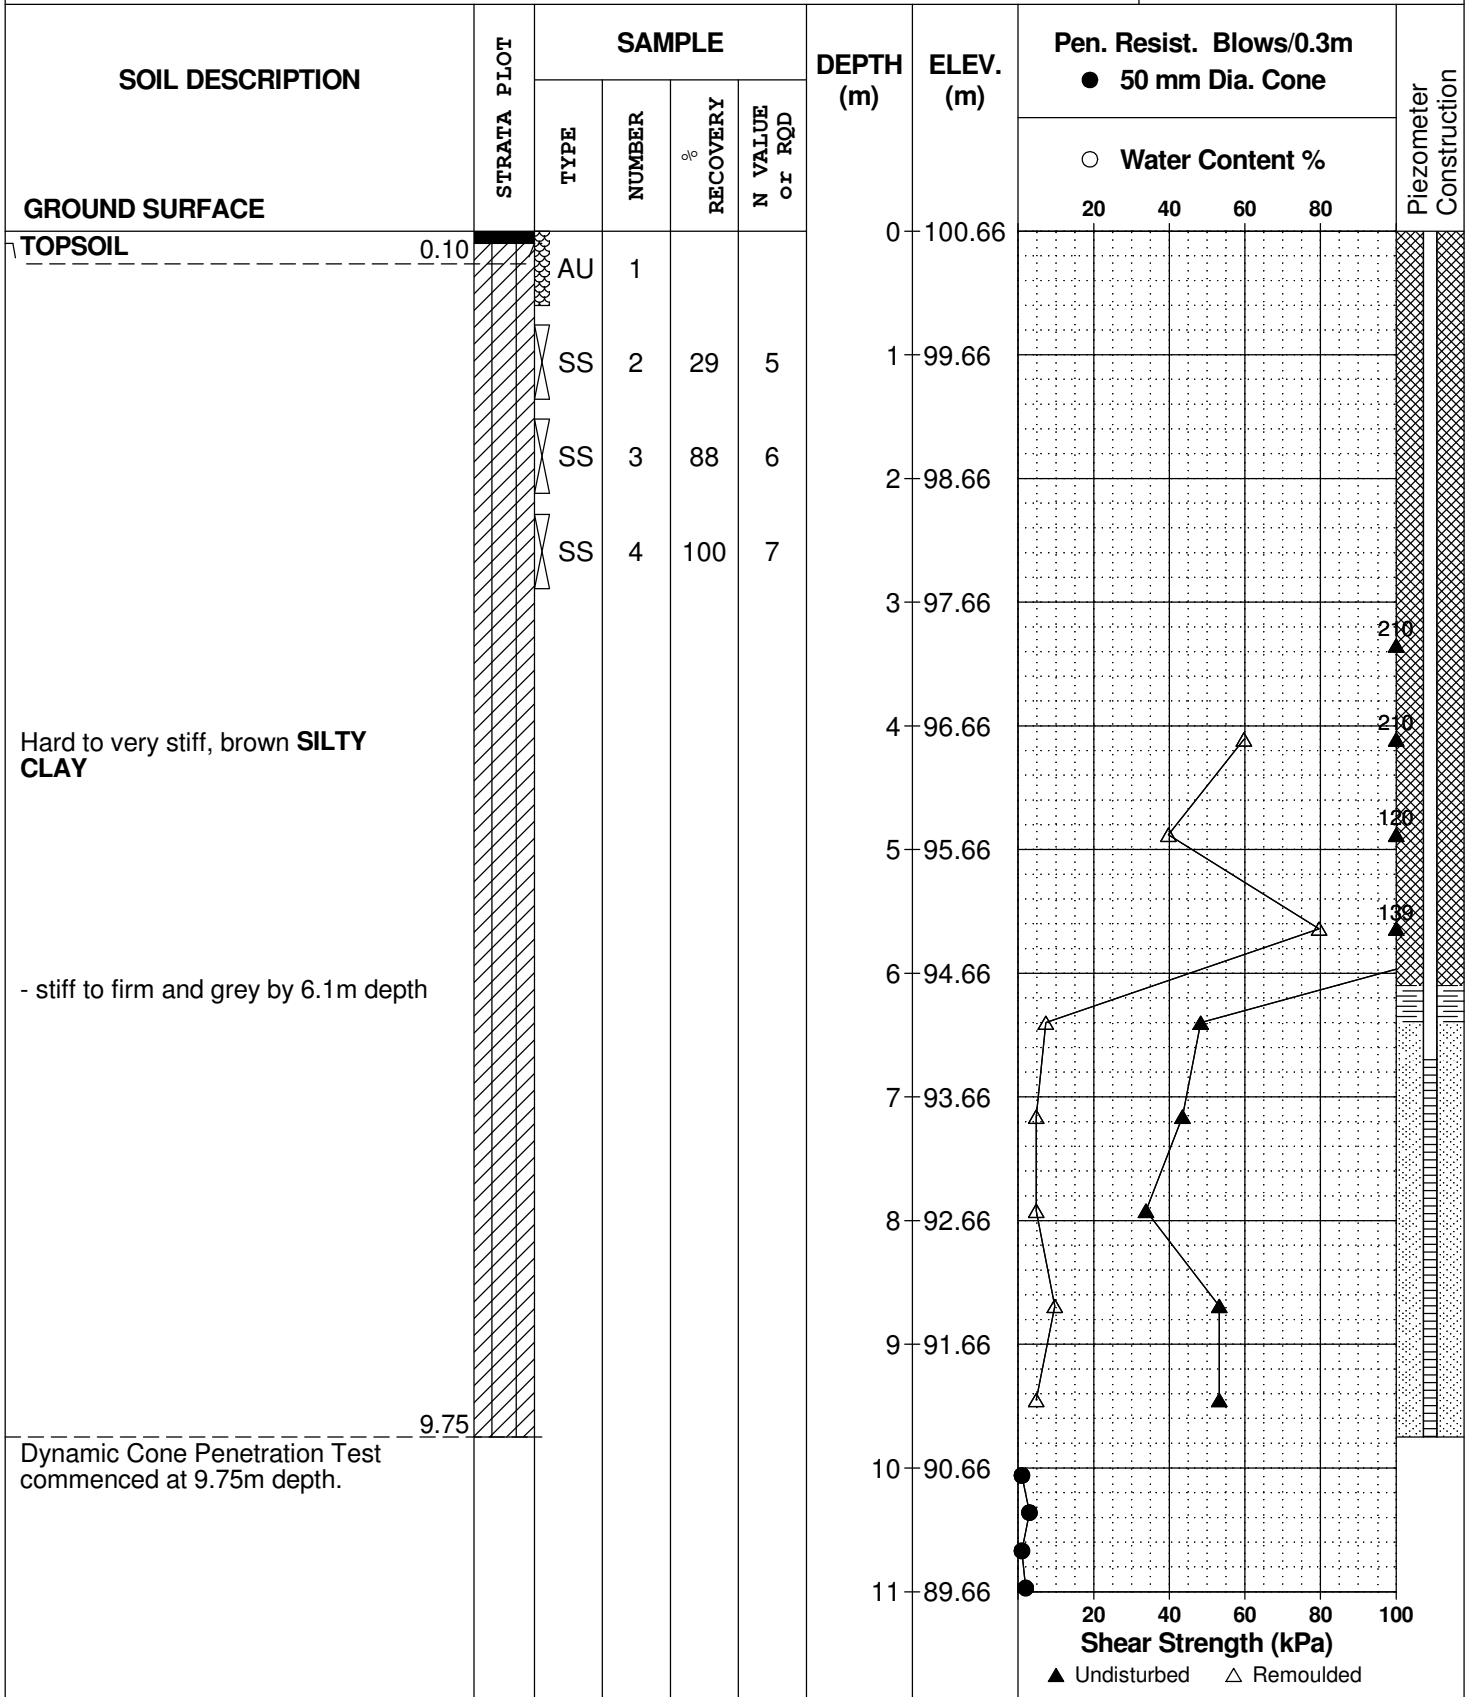 SOIL DESCRIPTION
GROUND SURFACE
STRATA PLOT
SAMPLE
TYPE
NUMBER
% RECOVERY
N VALUE or RQD
DEPTH (m)
ELEV. (m)
Pen. Resist. Blows/0.3m
● 50 mm Dia. Cone
○ Water Content %
20 40 60 80
Piezometer Construction
TOPSOIL 0.10
0 100.66
AU 1
SS 2 29 5
1 99.66
SS 3 88 6
2 98.66
SS 4 100 7
3 97.66
210
4 96.66
210
Hard to very stiff, brown SILTY
CLAY
120
5 95.66
139
6 94.66
- stiff to firm and grey by 6.1m depth
7 93.66
8 92.66
9 91.66
9.75
Dynamic Cone Penetration Test
commenced at 9.75m depth.
10 90.66
11 89.66
20 40 60 80 100
Shear Strength (kPa)
▲ Undisturbed △ Remoulded